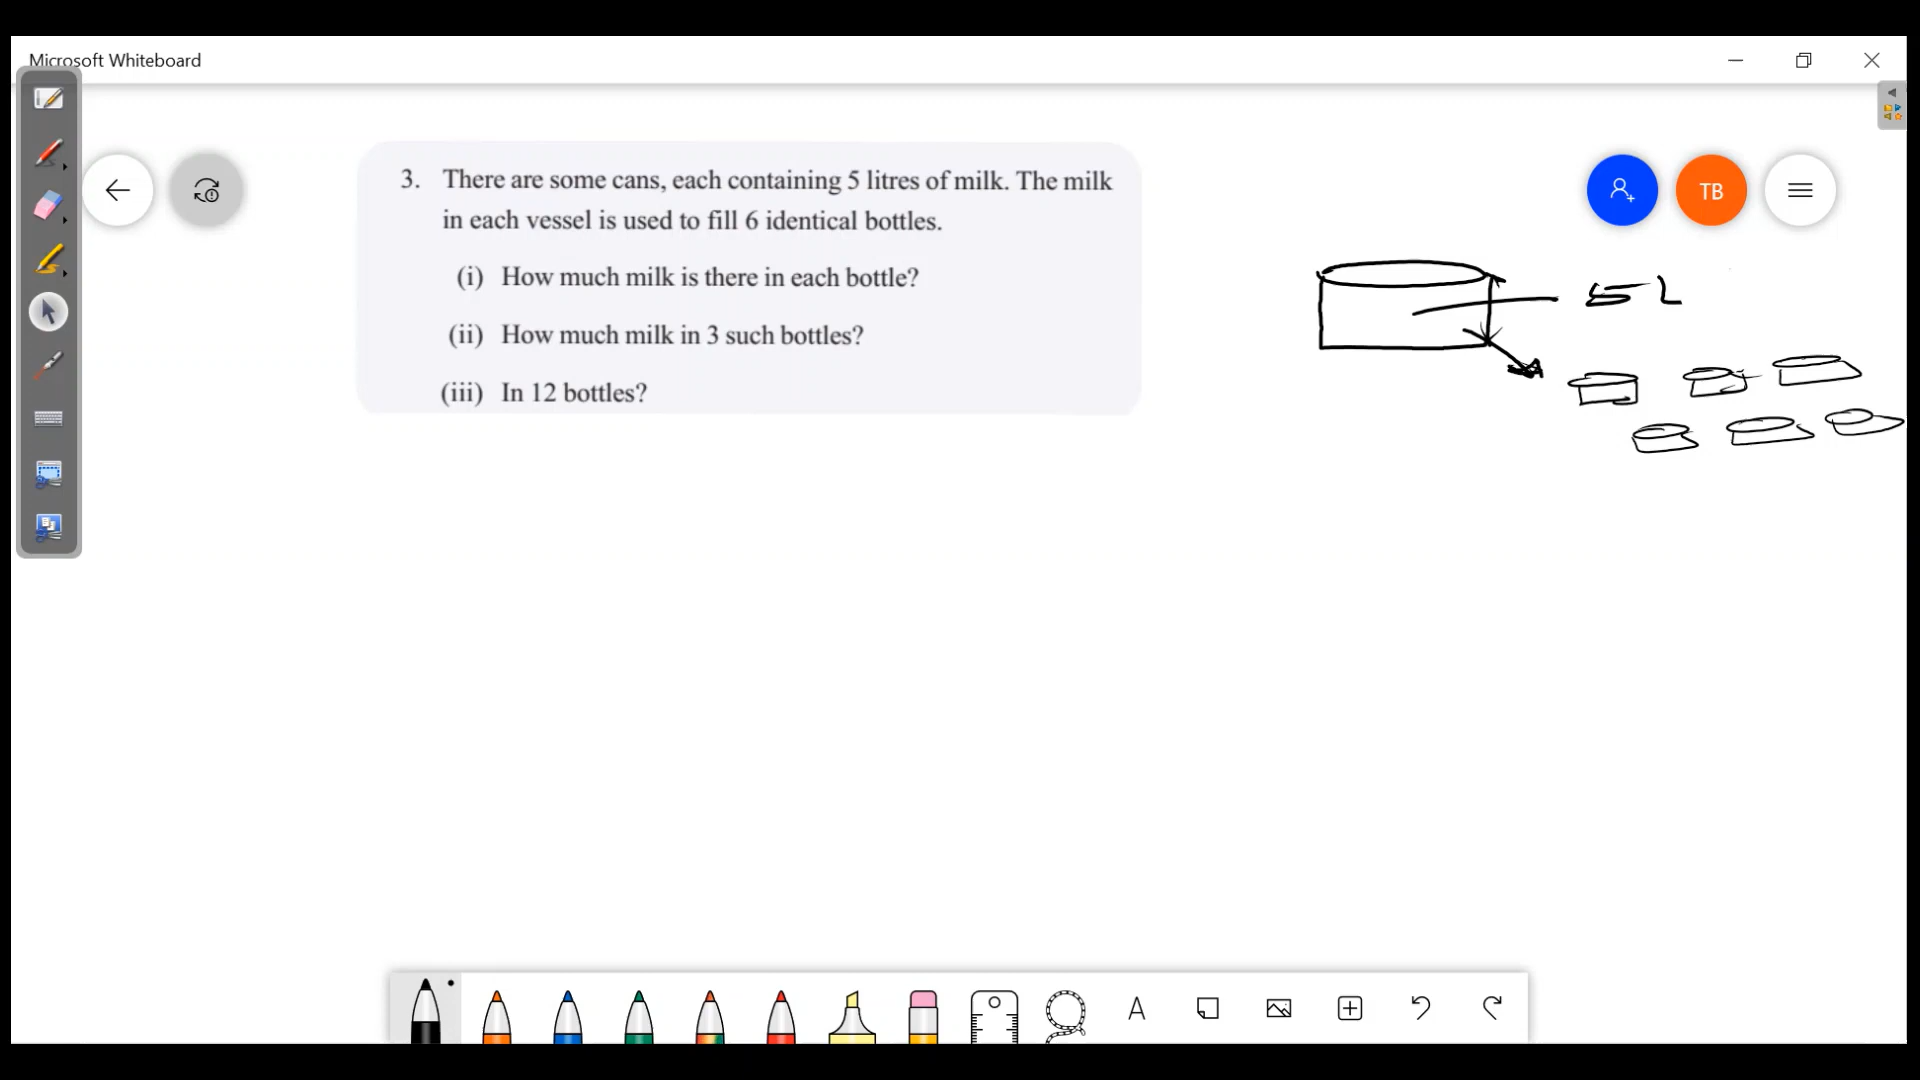 Microsoft Whiteboard
TB
3. There are some cans, each containing 5 litres of milk. The milk
in each vessel is used to fill 6 identical bottles.
(i) How much milk is there in each bottle?
(ii) How much milk in 3 such bottles?
(iii) In 12 bottles?
5 L
A